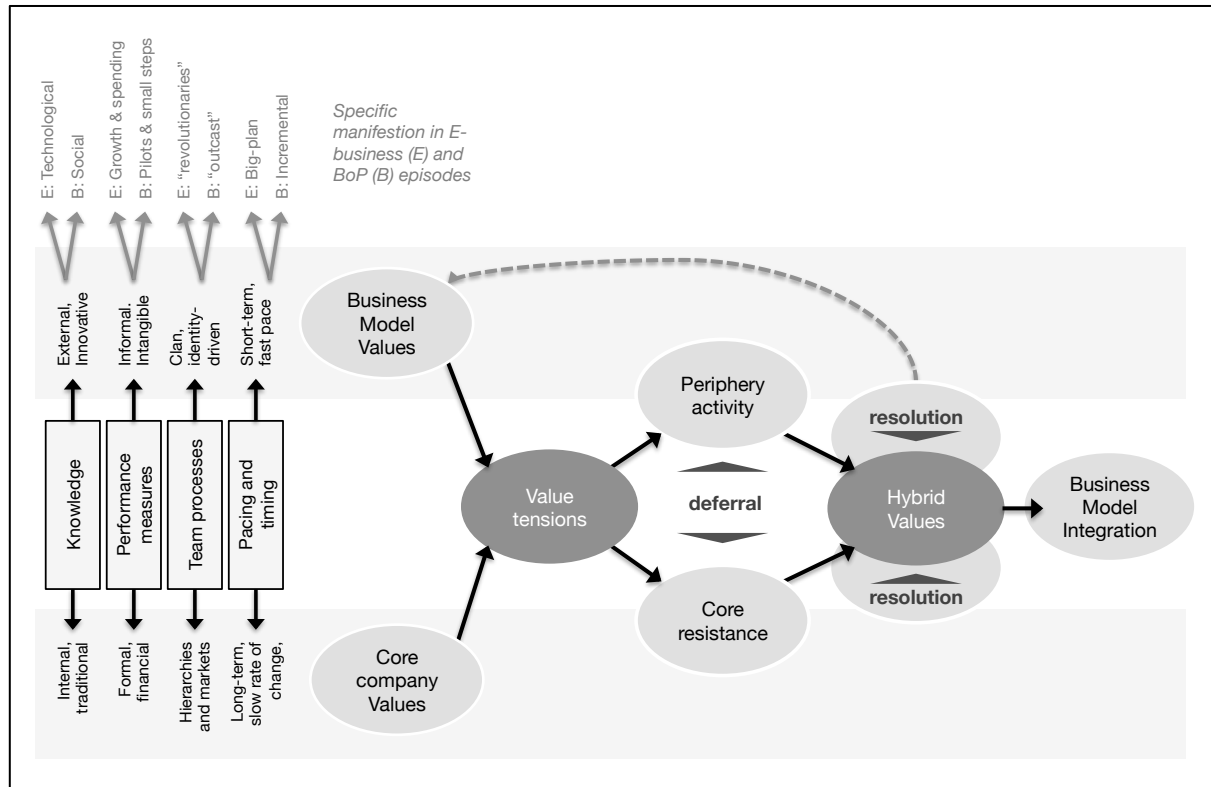 E: Technological
B: Social
E: Growth & spending
B: Pilots & small steps
E: "revolutionaries"
B: "outcast"
E: Big-plan
B: Incremental
Specific
manifestion in E-
business (E) and
BoP (B) episodes
External,
Innovative
Informal.
Intangible
Clan,
identity-
driven
Short-term,
fast pace
Knowledge
Performance
measures
Team processes
Pacing and
timing
Internal,
traditional
Formal,
financial
Hierarchies
and markets
Long-term,
slow rate of
change,
Business
Model
Values
Core
company
Values
Value
tensions
Periphery
activity
deferral
Core
resistance
resolution
Hybrid
Values
resolution
Business
Model
Integration